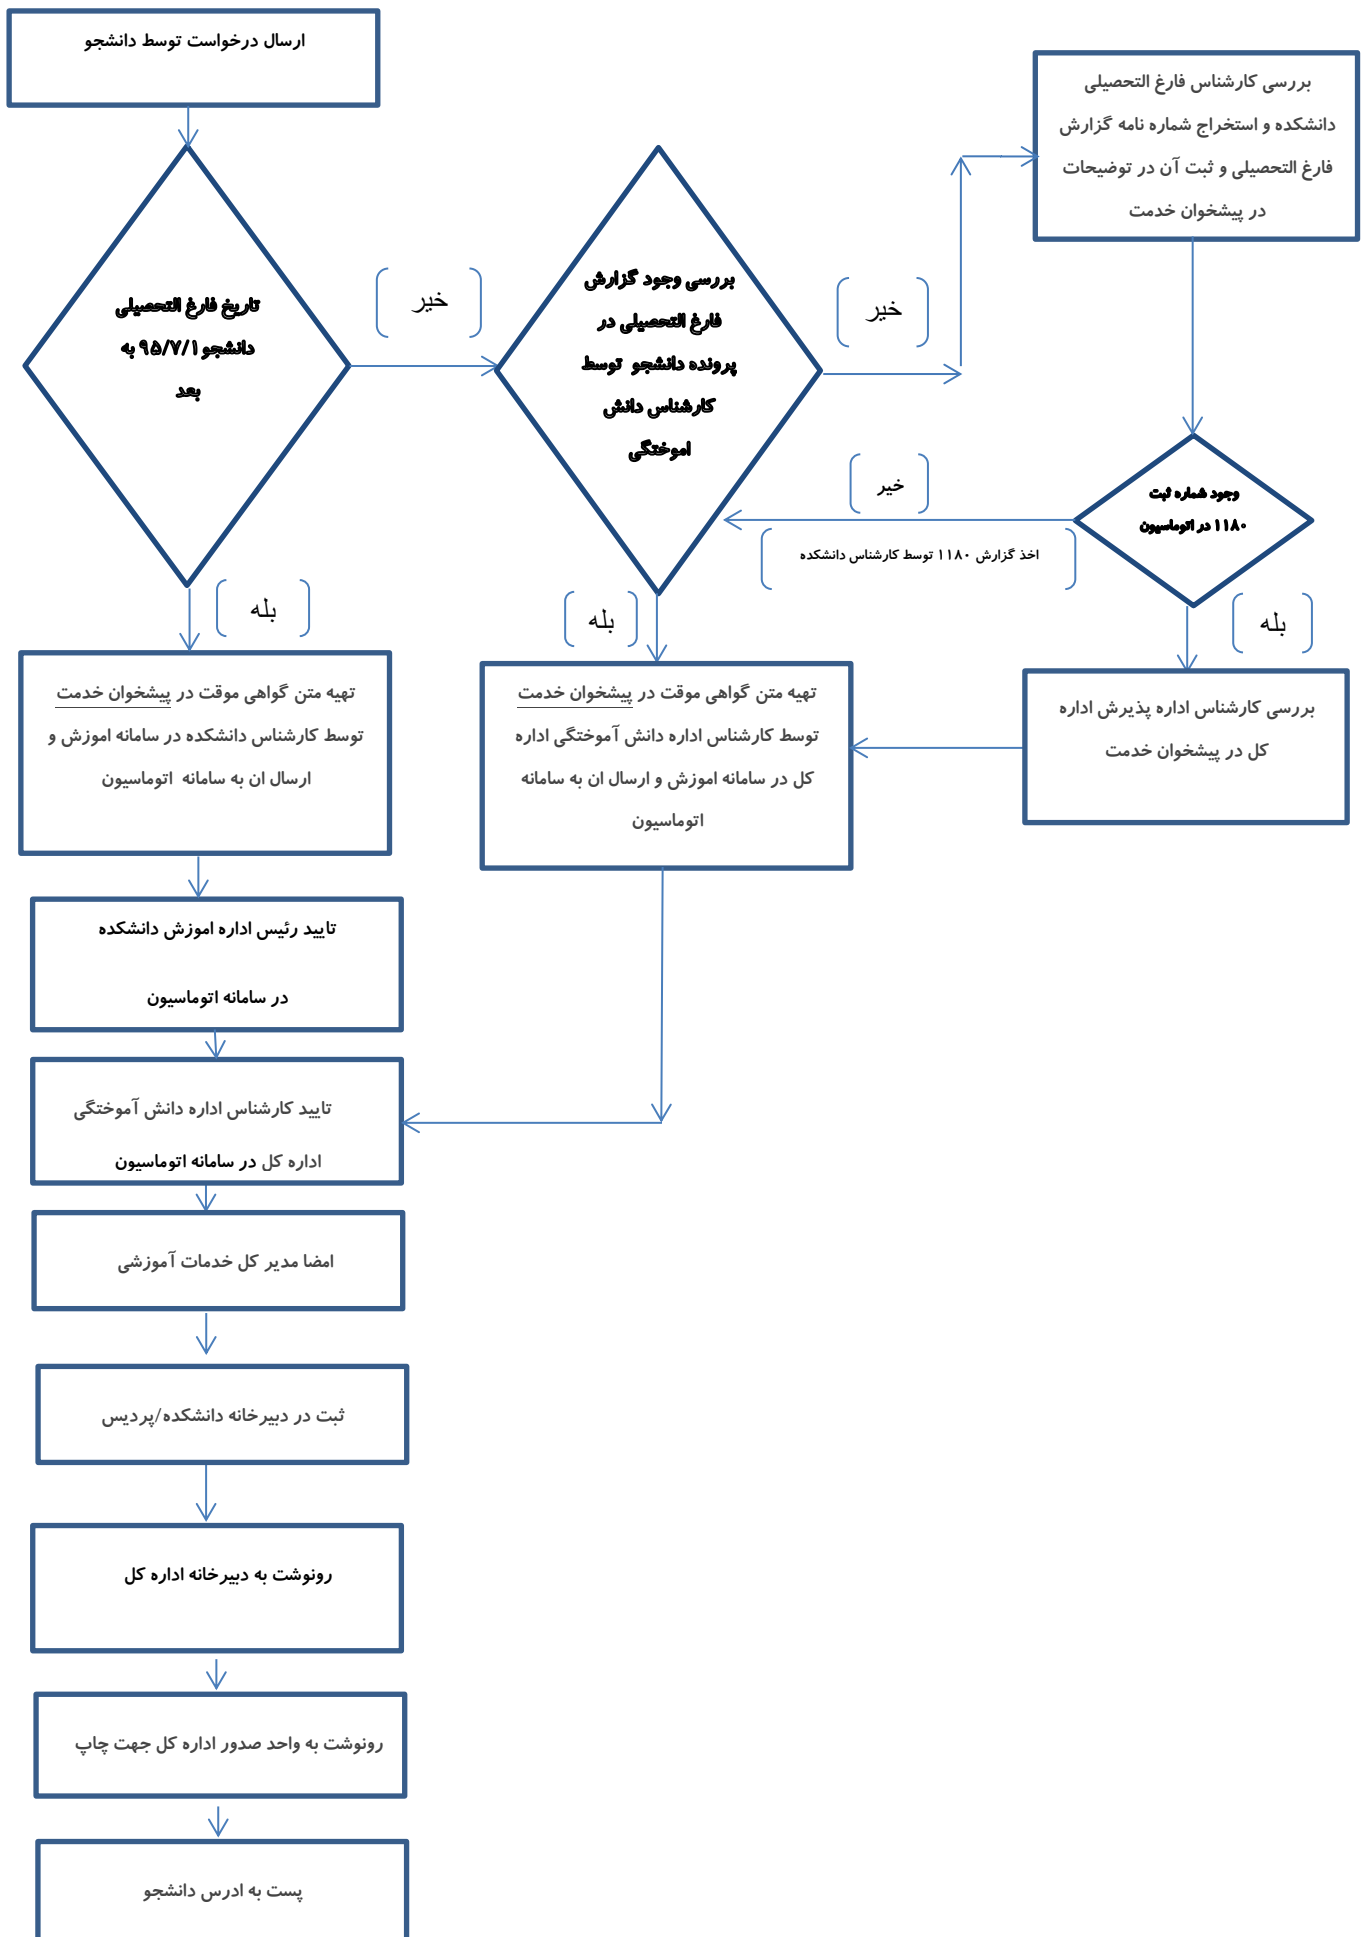 ارسال درخواست توسط دانشجو
تاریخ فارغ التحصیلی
دانشجو ۹۵/۷/۱ به
بعد
خیر
بررسی وجود گزارش
فارغ التحصیلی در
پرونده دانشجو توسط
کارشناس دانش
اموختگی
خیر
بررسی کارشناس فارغ التحصیلی
دانشکده و استخراج شماره نامه گزارش
فارغ التحصیلی و ثبت آن در توضیحات
در پیشخوان خدمت
وجود شماره ثبت
۱۱۸۰ در اتوماسیون
خیر
اخذ گزارش ۱۱۸۰ توسط کارشناس دانشکده
بله
بله
بله
تهیه متن گواهی موقت در پیشخوان خدمت
توسط کارشناس دانشکده در سامانه اموزش و
ارسال ان به سامانه اتوماسیون
تهیه متن گواهی موقت در پیشخوان خدمت
توسط کارشناس اداره دانش آموختگی اداره
کل در سامانه اموزش و ارسال ان به سامانه
اتوماسیون
بررسی کارشناس اداره پذیرش اداره
کل در پیشخوان خدمت
تایید رئیس اداره اموزش دانشکده
در سامانه اتوماسیون
تایید کارشناس اداره دانش آموختگی
اداره کل در سامانه اتوماسیون
امضا مدیر کل خدمات آموزشی
ثبت در دبیرخانه دانشکده/پردیس
رونوشت به دبیرخانه اداره کل
رونوشت به واحد صدور اداره کل جهت چاپ
پست به ادرس دانشجو